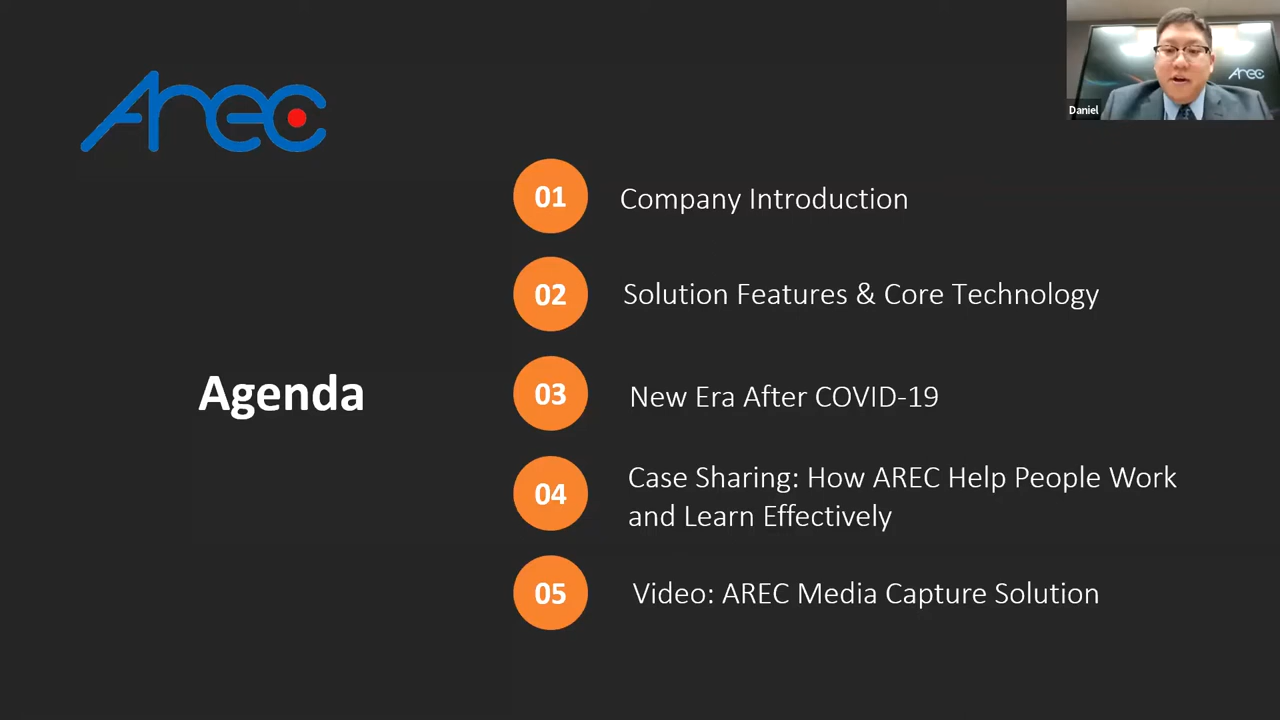 AREC
AREC
Daniel
01 Company Introduction
02 Solution Features & Core Technology
Agenda
03 New Era After COVID-19
04 Case Sharing: How AREC Help People Work
and Learn Effectively
05 Video: AREC Media Capture Solution